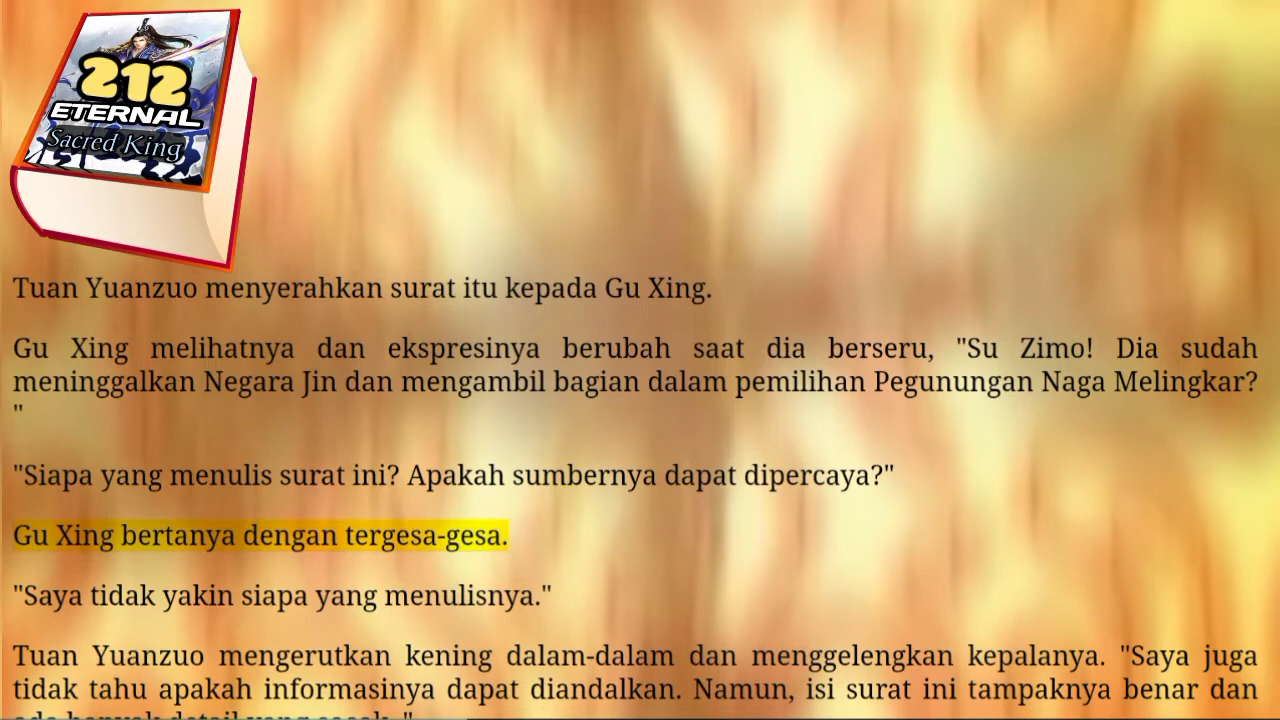 212
ETERNAL
Sacred King
Tuan Yuanzuo menyerahkan surat itu kepada Gu Xing.
Gu Xing melihatnya dan ekspresinya berubah saat dia berseru, "Su Zimo! Dia sudah
meninggalkan Negara Jin dan mengambil bagian dalam pemilihan Pegunungan Naga Melingkar?
"
"Siapa yang menulis surat ini? Apakah sumbernya dapat dipercaya?"
Gu Xing bertanya dengan tergesa-gesa.
"Saya tidak yakin siapa yang menulisnya."
Tuan Yuanzuo mengerutkan kening dalam-dalam dan menggelengkan kepalanya. "Saya juga
tidak tahu apakah informasinya dapat diandalkan. Namun, isi surat ini tampaknya benar dan